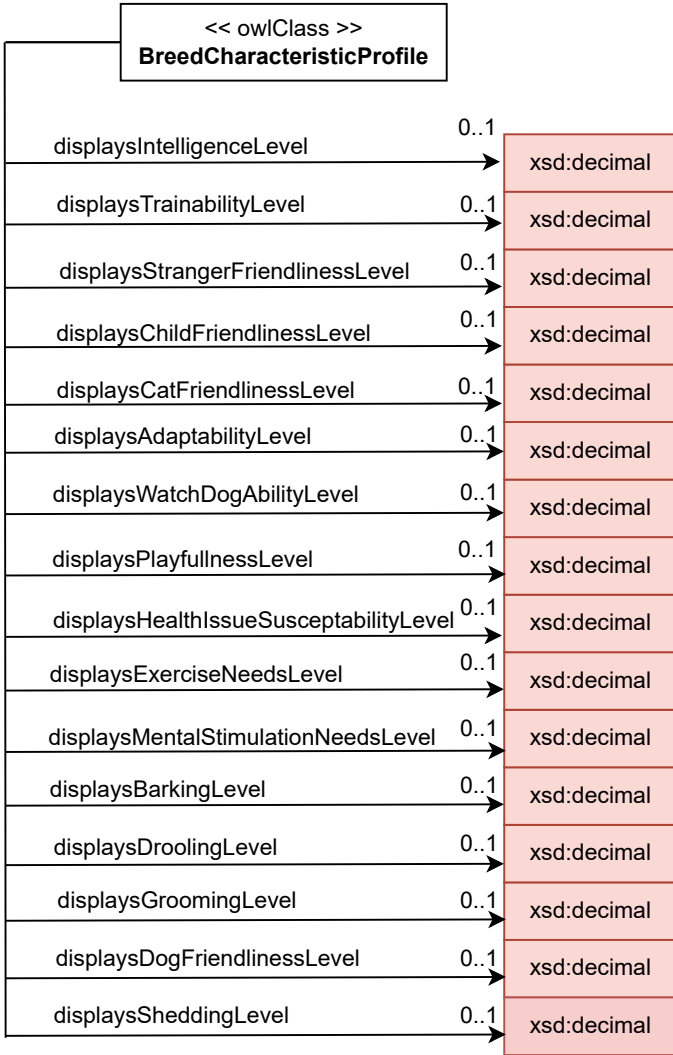 << owlClass >>
BreedCharacteristicProfile
displaysIntelligenceLevel 0..1 xsd:decimal
displaysTrainabilityLevel 0..1 xsd:decimal
displaysStrangerFriendlinessLevel 0..1 xsd:decimal
displaysChildFriendlinessLevel 0..1 xsd:decimal
displaysCatFriendlinessLevel 0..1 xsd:decimal
displaysAdaptabilityLevel 0..1 xsd:decimal
displaysWatchDogAbilityLevel 0..1 xsd:decimal
displaysPlayfullnessLevel 0..1 xsd:decimal
displaysHealthIssueSusceptabilityLevel 0..1 xsd:decimal
displaysExerciseNeedsLevel 0..1 xsd:decimal
displaysMentalStimulationNeedsLevel 0..1 xsd:decimal
displaysBarkingLevel 0..1 xsd:decimal
displaysDroolingLevel 0..1 xsd:decimal
displaysGroomingLevel 0..1 xsd:decimal
displaysDogFriendlinessLevel 0..1 xsd:decimal
displaysSheddingLevel 0..1 xsd:decimal